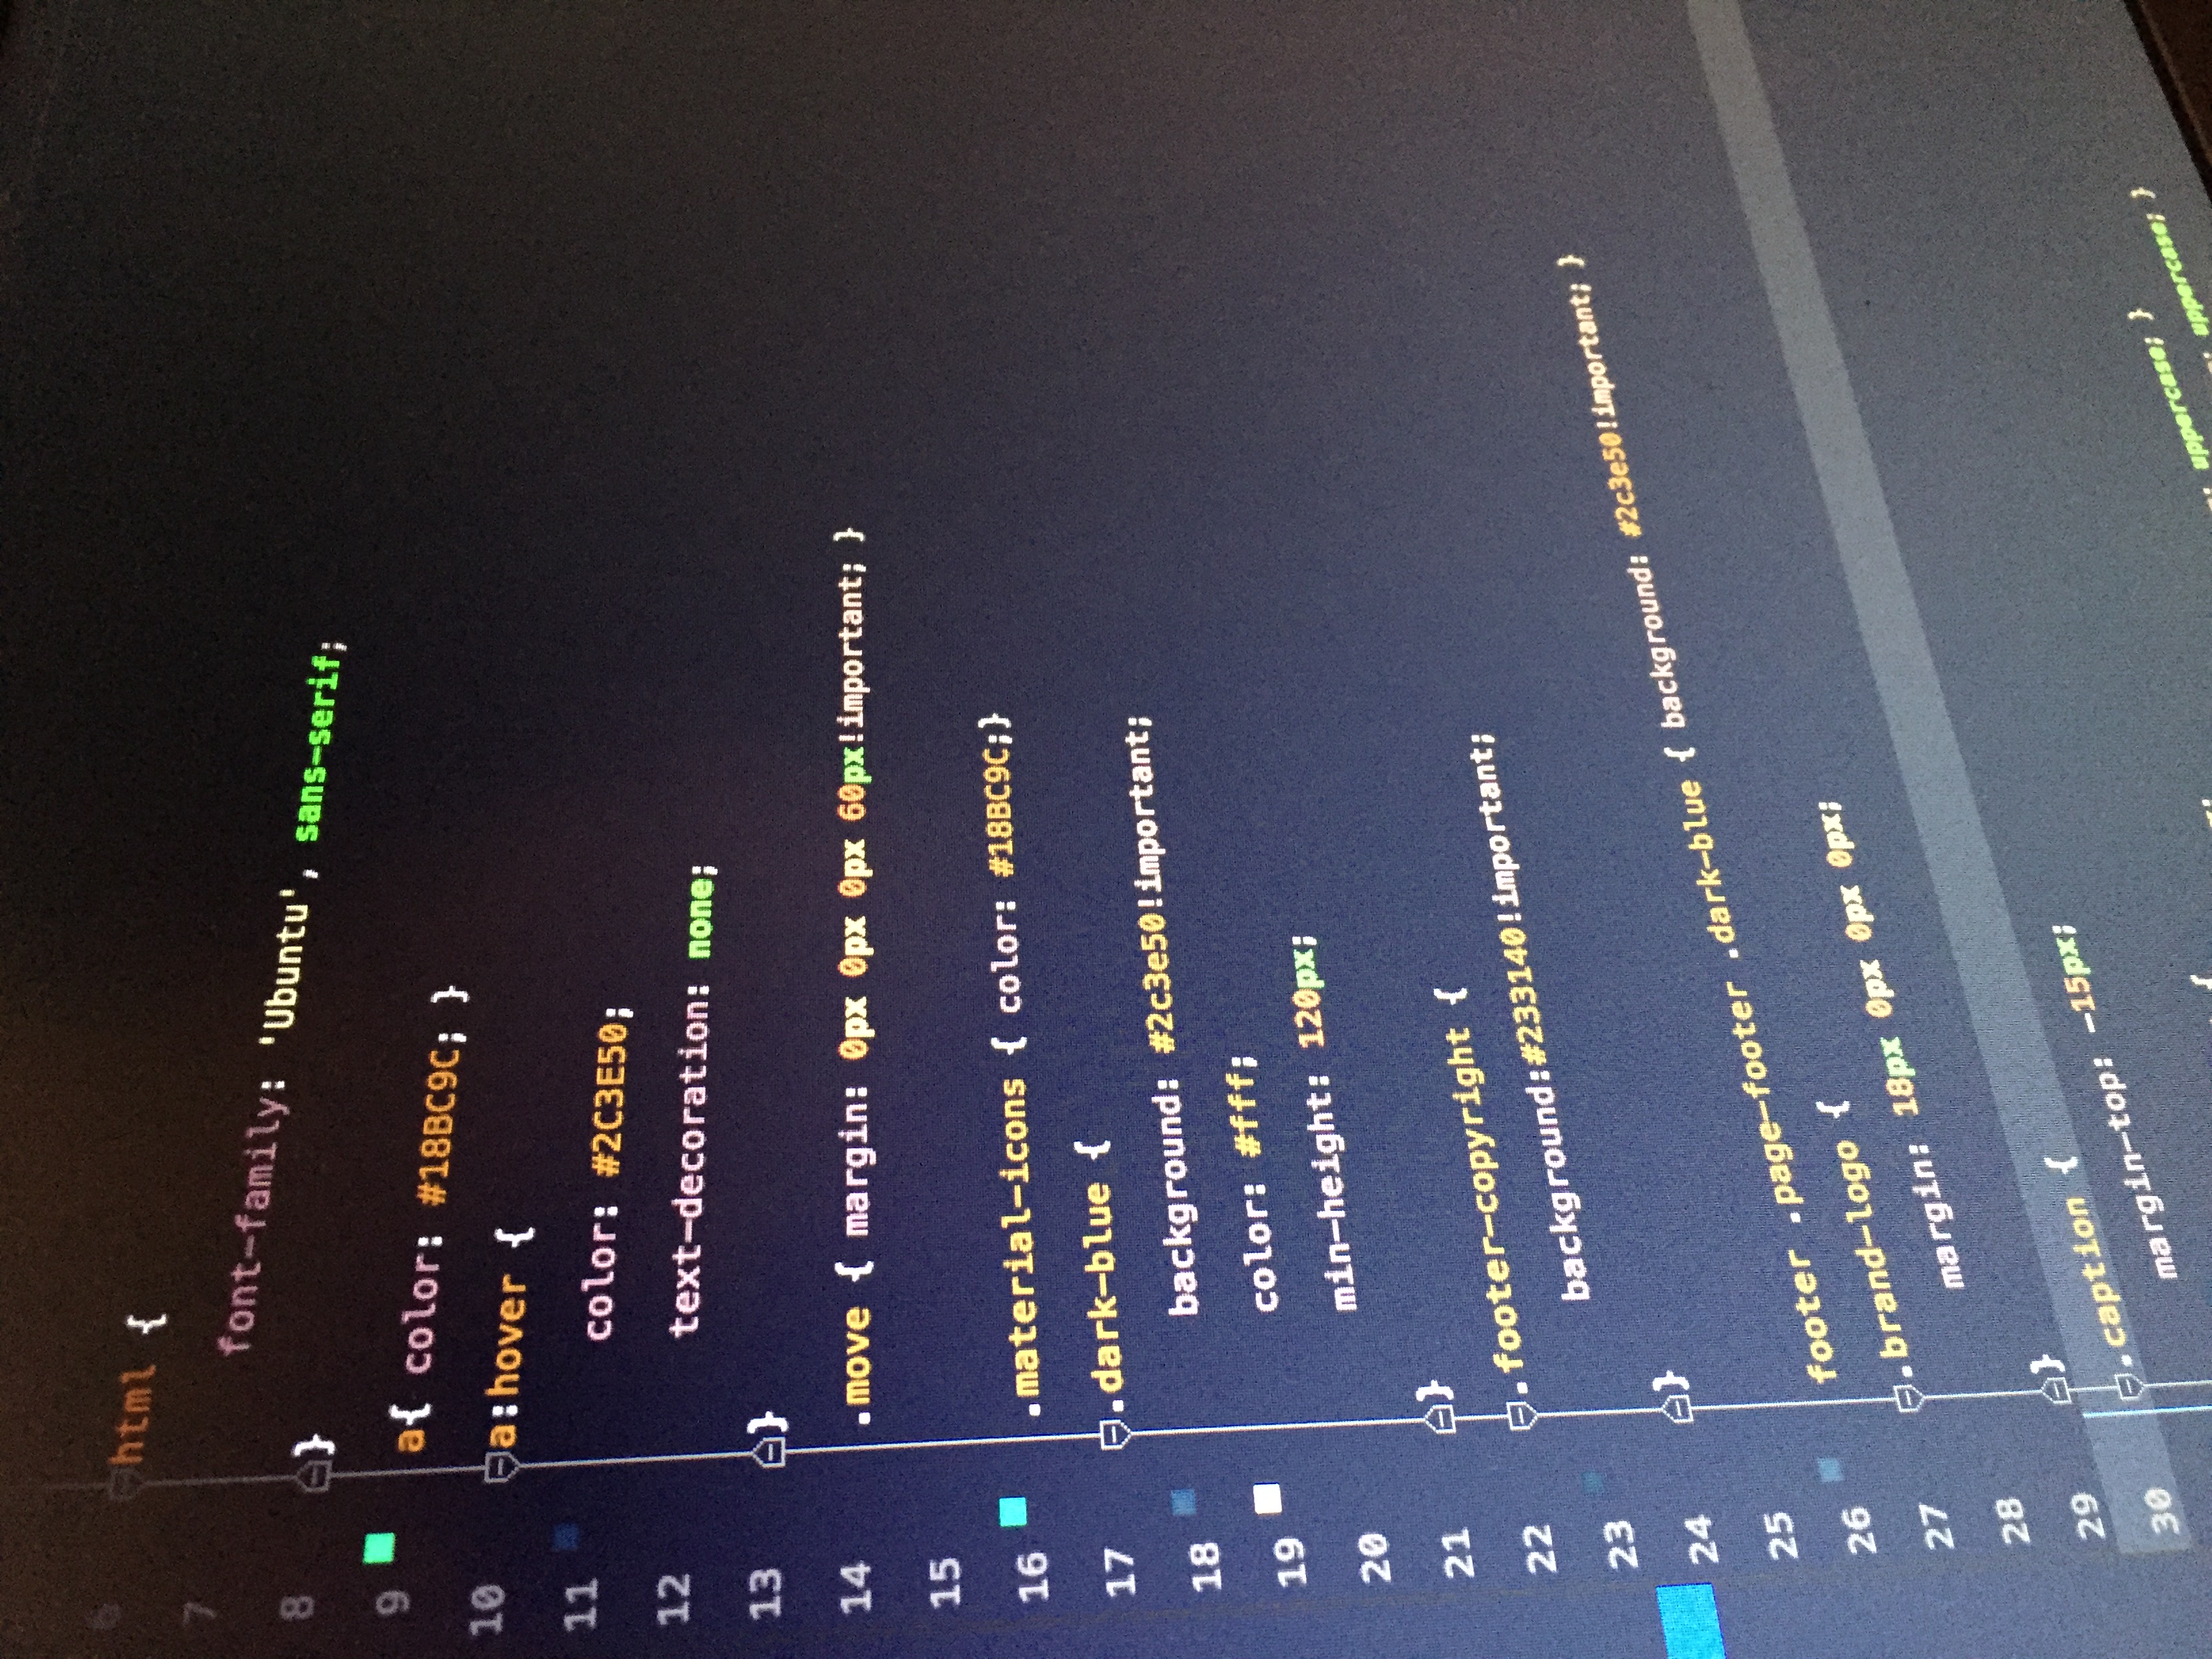 6 html {
7 font-family: 'Ubuntu', sans-serif;
8 }
9 a{ color: #18BC9C; }
10 a:hover {
11 color: #2C3E50;
12 text-decoration: none;
13 }
14 .move { margin: 0px 0px 0px 60px!important; }
15
16 .material-icons { color: #18BC9C;}
17 .dark-blue {
18 background: #2c3e50!important;
19 color: #fff;
20 min-height: 120px;
21 }
22 .footer-copyright {
23 background:#233140!important;
24 }
25
26 footer .page-footer .dark-blue { background: #2c3e50!important; }
27 .brand-logo {
28 margin: 18px 0px 0px 0px;
29 }
30 .caption {
margin-top: -15px;
{
uppercase; }
uppercase; }